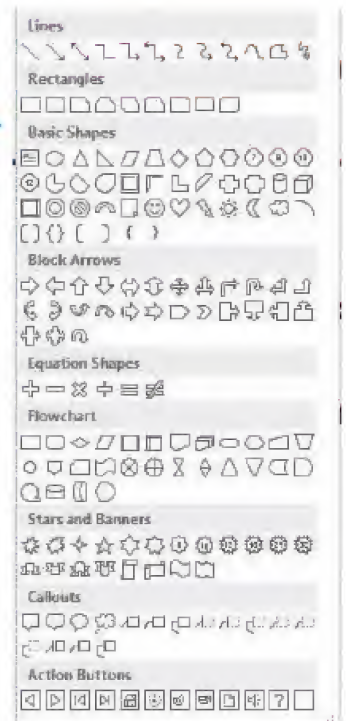 Lines
Rectangles
Basic Shapes
Block Arrows
Equation Shapes
Flowchart
Stars and Banners
Callouts
Action Buttons